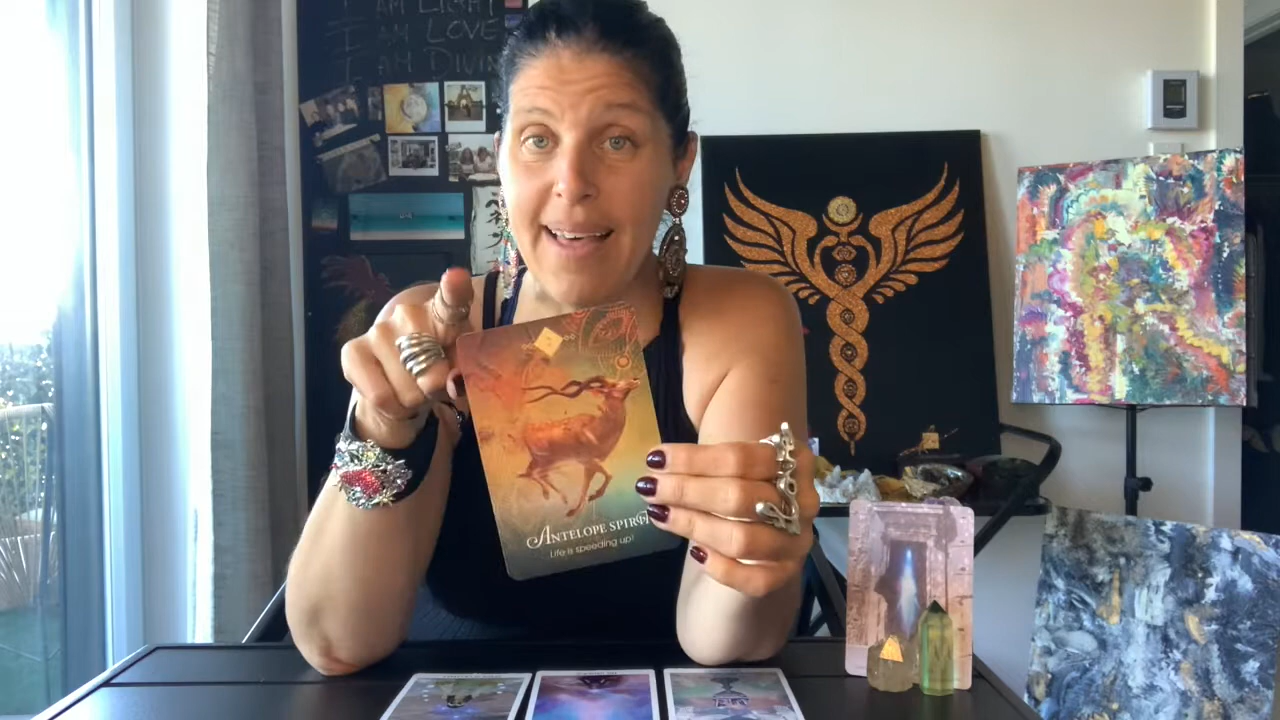 I AM LIGHT
I AM LOVE
I AM DIVIN
ANTELOPE SPIRIT
Life is speeding up!